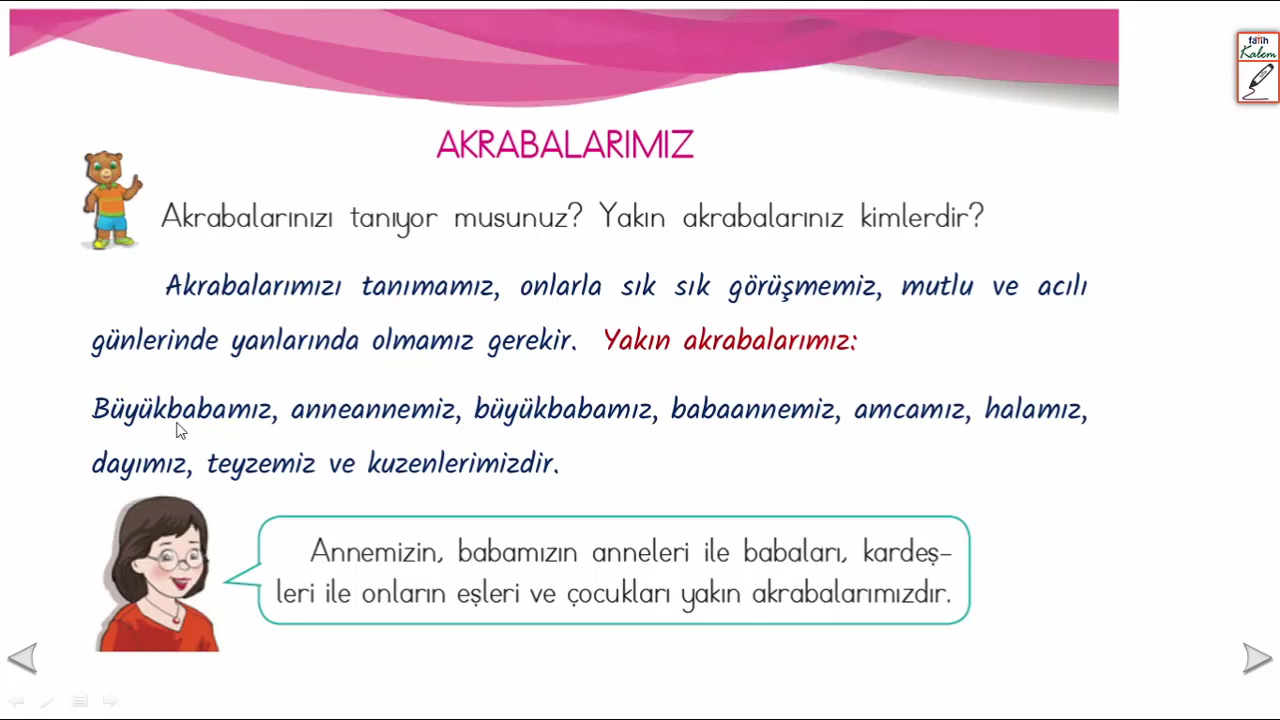 fatih
Kalem
AKRABALARIMIZ
Akrabalarınızı tanıyor musunuz? Yakın akrabalarınız kimlerdir?
Akrabalarımızı tanımamız, onlarla sık sık görüşmemiz, mutlu ve acılı
günlerinde yanlarında olmamız gerekir. Yakın akrabalarımız:
Büyükbabamız, anneannemiz, büyükbabamız, babaannemiz, amcamız, halamız,
dayımız, teyzemiz ve kuzenlerimizdir.
Annemizin, babamızın anneleri ile babaları, kardeş-
leri ile onların eşleri ve çocukları yakın akrabalarımızdır.